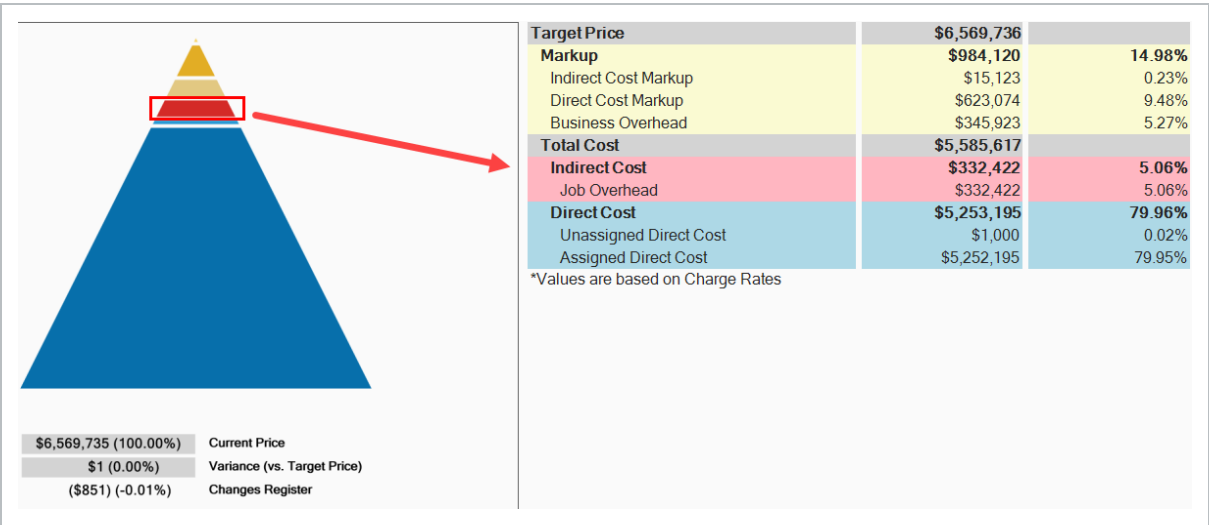 Target Price $6,569,736
Markup $984,120 14.98%
Indirect Cost Markup $15,123 0.23%
Direct Cost Markup $623,074 9.48%
Business Overhead $345,923 5.27%
Total Cost $5,585,617
Indirect Cost $332,422 5.06%
Job Overhead $332,422 5.06%
Direct Cost $5,253,195 79.96%
Unassigned Direct Cost $1,000 0.02%
Assigned Direct Cost $5,252,195 79.95%
*Values are based on Charge Rates
$6,569,735 (100.00%) Current Price
$1 (0.00%) Variance (vs. Target Price)
($851) (-0.01%) Changes Register